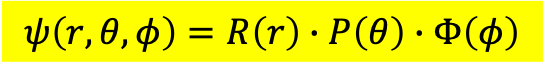 ψ(r, θ, ϕ) = R(r) · P(θ) · Φ(ϕ)